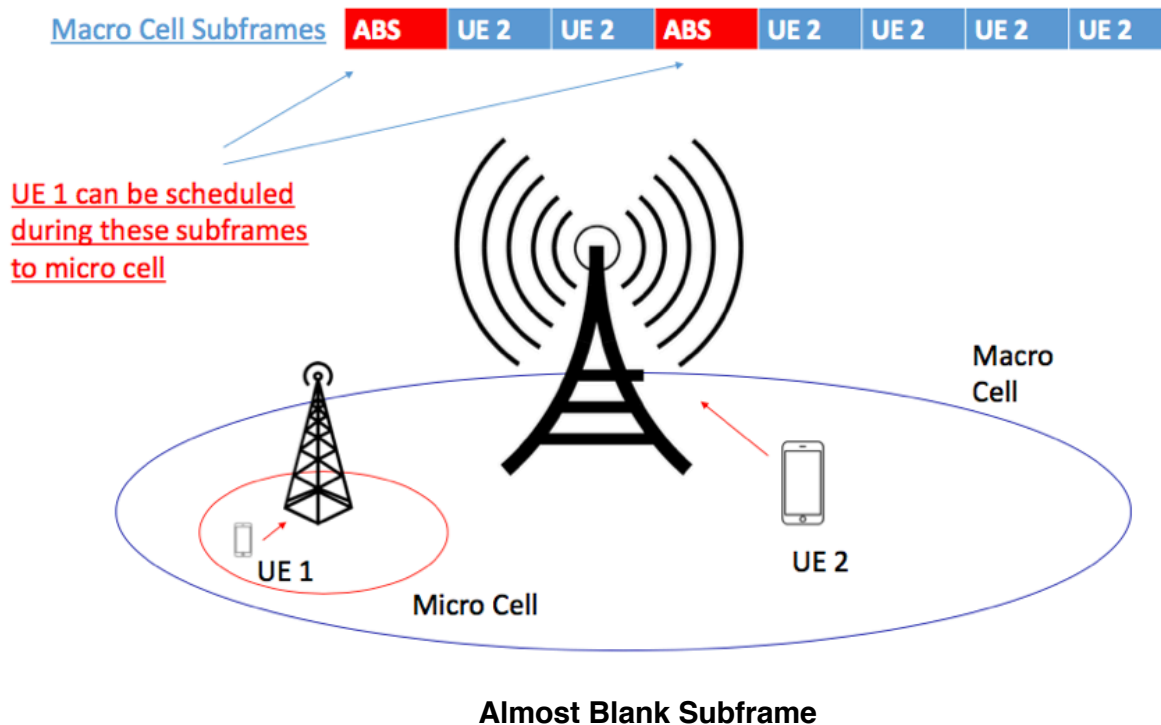 Macro Cell Subframes ABS UE 2 UE 2 ABS UE 2 UE 2 UE 2 UE 2
UE 1 can be scheduled
during these subframes
to micro cell
Macro
Cell
UE 1
UE 2
Micro Cell
Almost Blank Subframe